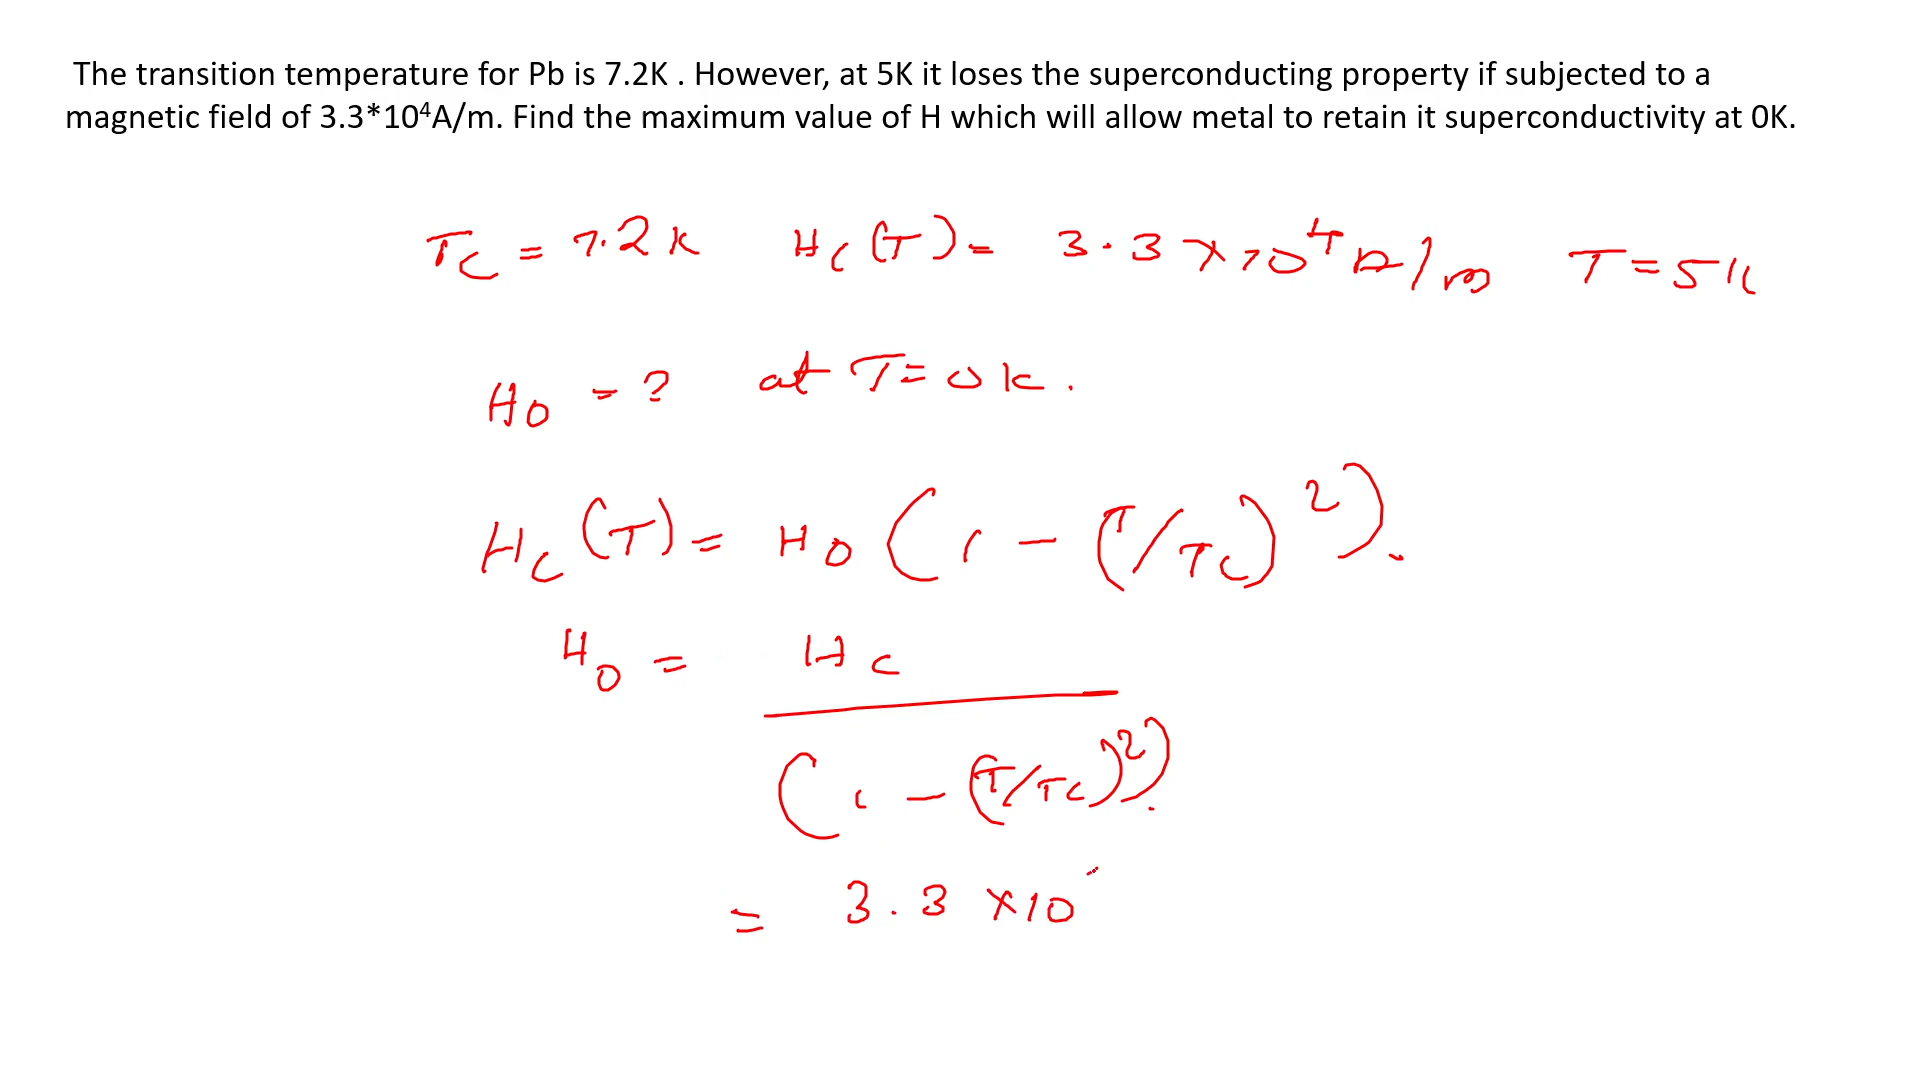 The transition temperature for Pb is 7.2K . However, at 5K it loses the superconducting property if subjected to a
magnetic field of 3.3*10⁴A/m. Find the maximum value of H which will allow metal to retain it superconductivity at 0K.
Tc = 7.2K Hc(T) = 3.3 × 10⁴ A/m T = 5K
H0 = ? at T = 0K.
Hc(T) = H0 (1 - (T/Tc)²).
H0 = Hc
(1 - (T/Tc)²).
= 3.3 ×10